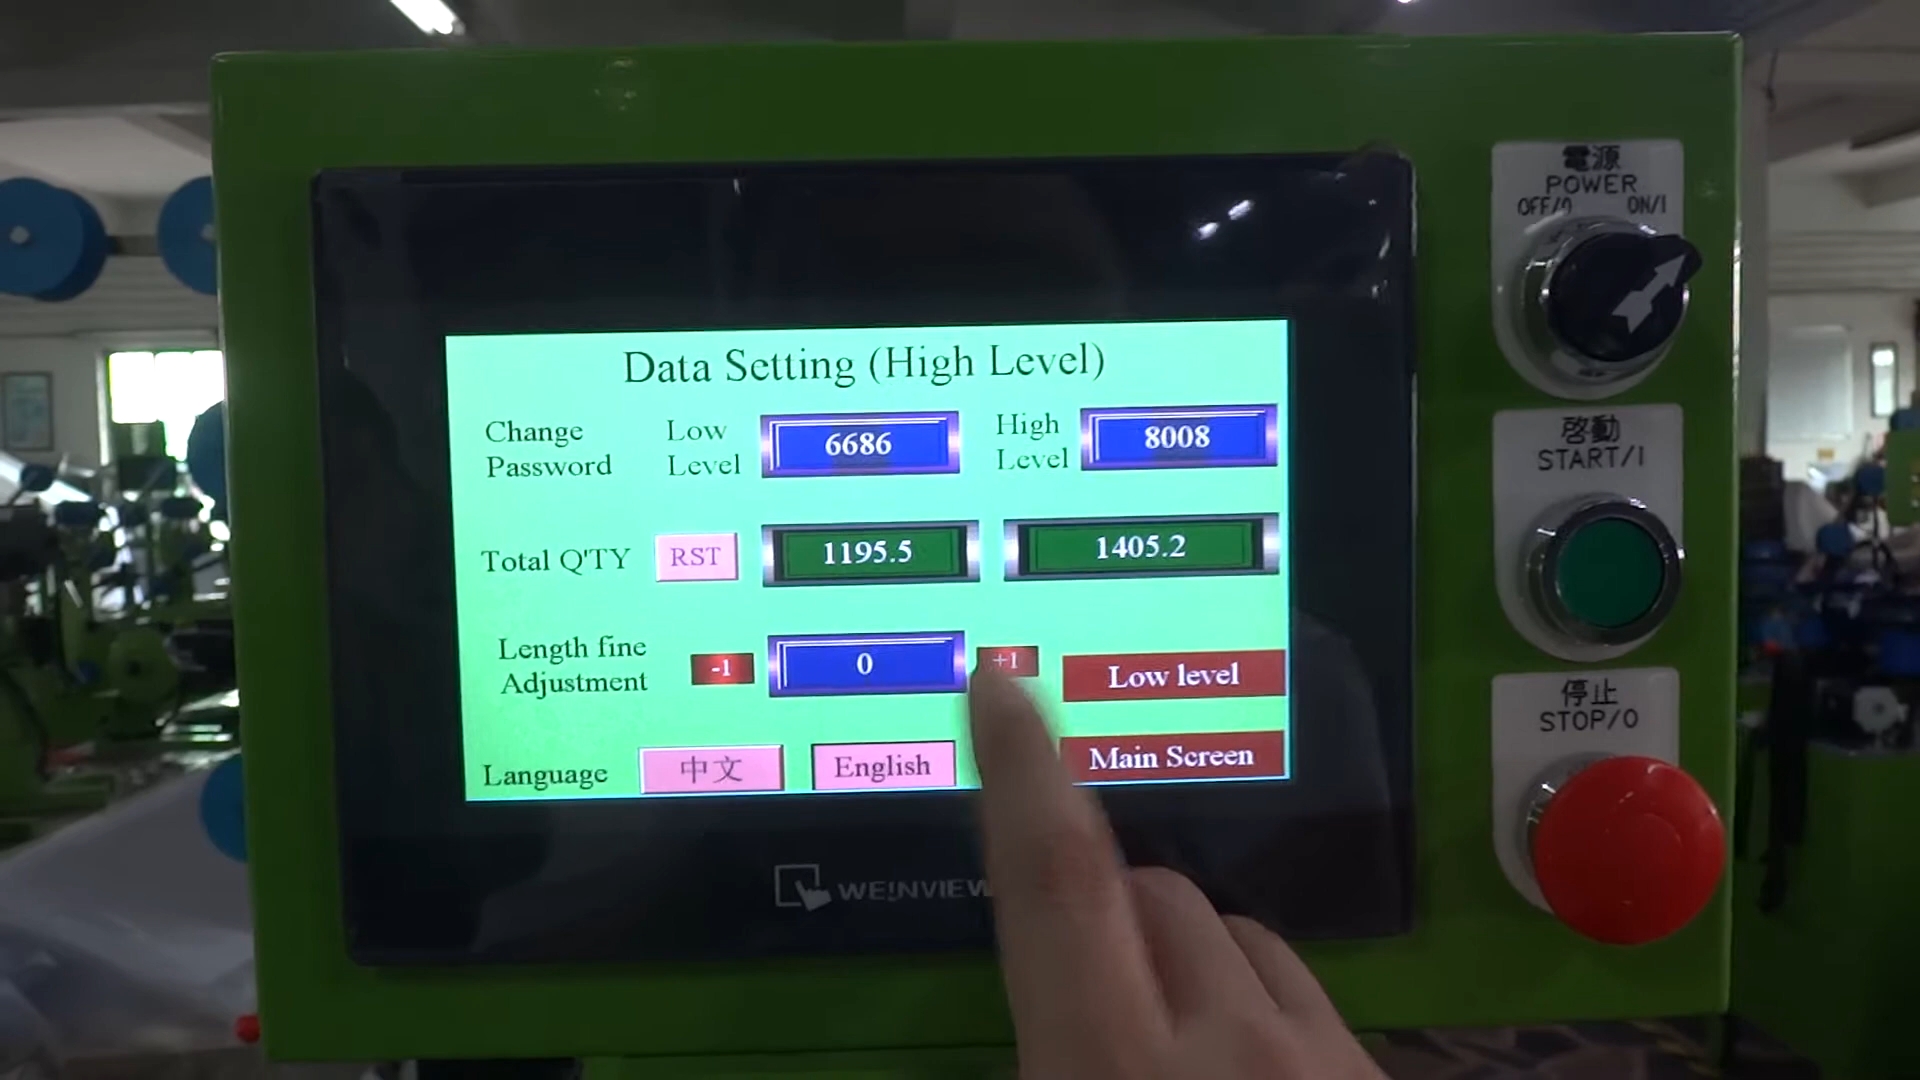 Data Setting (High Level)
Change Password
Low Level
6686
High Level
8008
Total Q'TY
RST
1195.5
1405.2
Length fine Adjustment
-1
0
+1
Low level
Language
中文
English
Main Screen
WEINVIEW
電源
POWER
OFF/O ON/I
啓動
START/I
停止
STOP/O